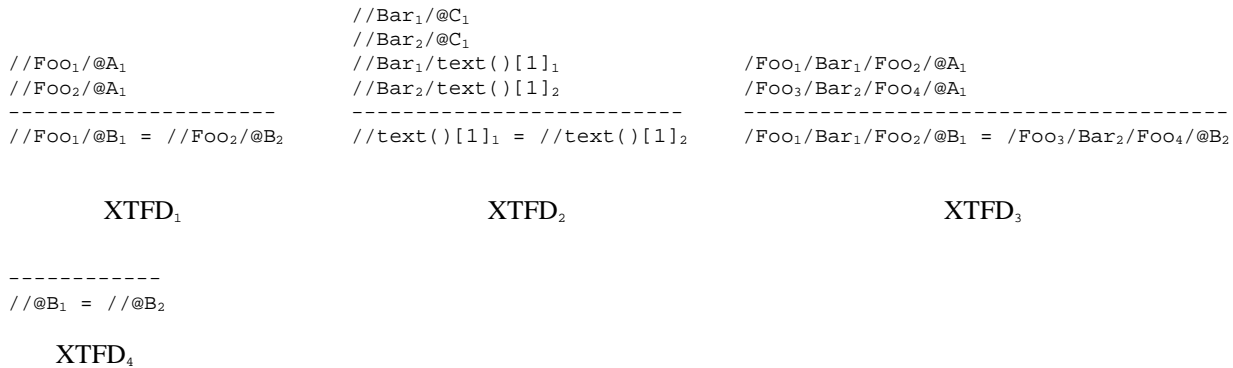 //Foo₁/@A₁
//Foo₂/@A₁
---------------------
//Foo₁/@B₁ = //Foo₂/@B₂
XTFD₁
//Bar₁/@C₁
//Bar₂/@C₁
//Bar₁/text()[1]₁
//Bar₂/text()[1]₂
--------------------------
//text()[1]₁ = //text()[1]₂
XTFD₂
/Foo₁/Bar₁/Foo₂/@A₁
/Foo₃/Bar₂/Foo₄/@A₁
--------------------------------------
/Foo₁/Bar₁/Foo₂/@B₁ = /Foo₃/Bar₂/Foo₄/@B₂
XTFD₃
------------
//@B₁ = //@B₂
XTFD₄